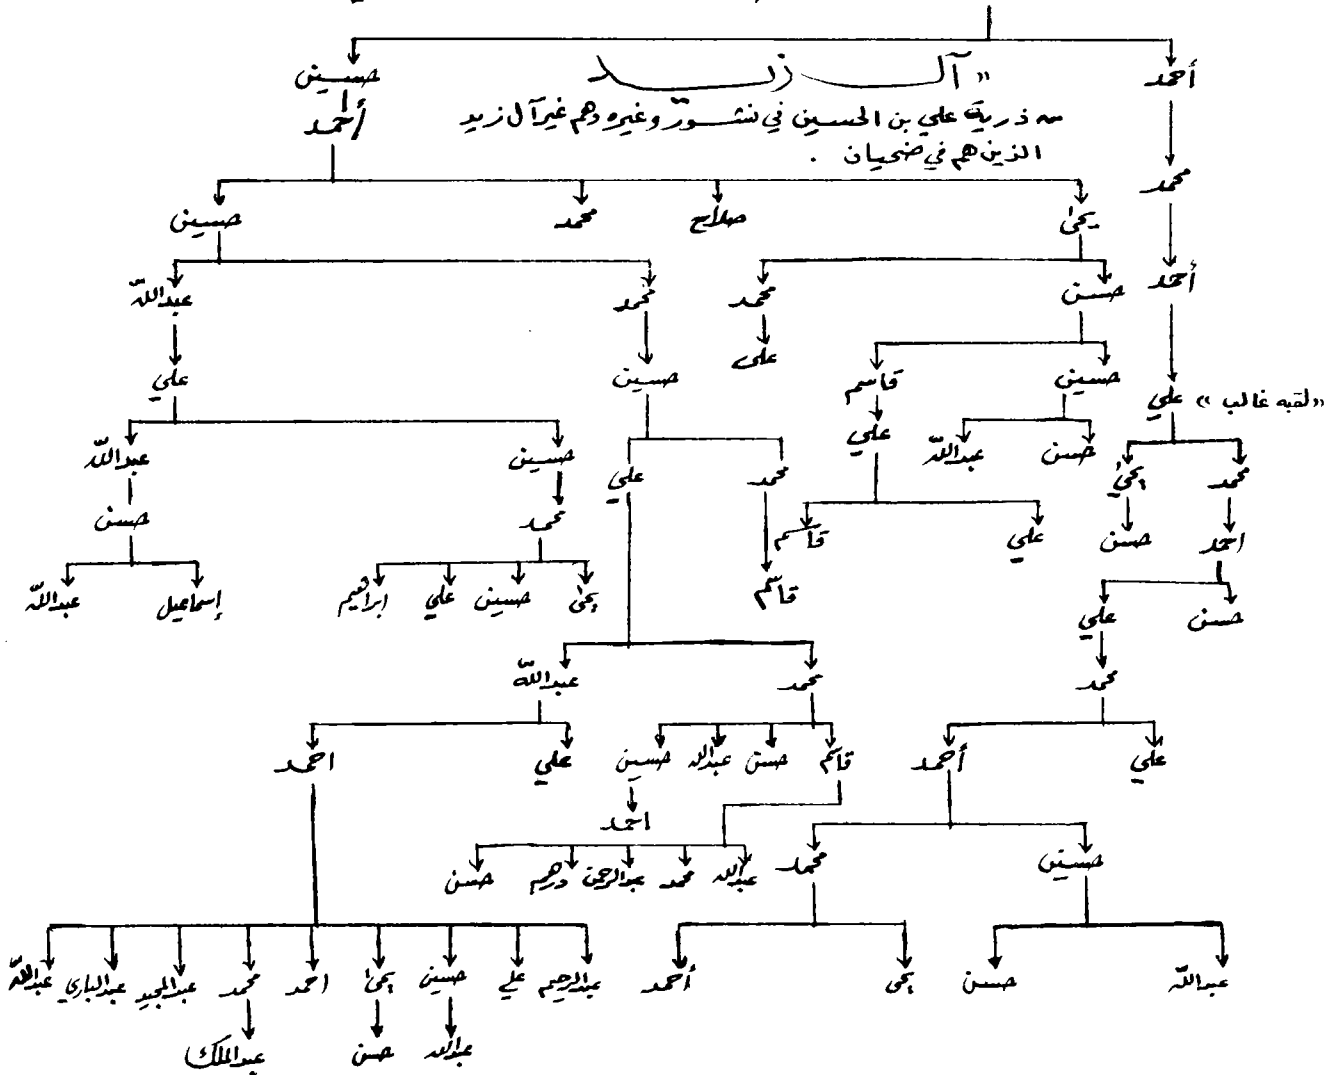 « آل زيد
حسين
أحمد
من ذرية علي بن الحسين في نشور وغيره وهم غير آل زيد
أحمد
الذين هم في ضحيان .
محمد
يحيى
صلاح
محمد
حسين
أحمد
حسن
محمد
محمد
عبدالله
علي
حسين
علي
علي « لقبه غالب »
حسين
قاسم
علي
حسن
عبدالله
محمد
يحيى
محمد
علي
حسين
عبدالله
احمد
حسن
علي
قاسم
محمد
حسن
قاسم
حسن
علي
يحيى
حسين
علي
ابراهيم
إسماعيل
عبدالله
محمد
محمد
عبدالله
علي
أحمد
قاسم
حسن
عبدالله
حسين
علي
احمد
احمد
حسين
محمد
عبدالله
محمد
عبدالرحمن
درهم
حسن
عبدالله
حسن
يحيى
أحمد
عبدالرحيم
علي
حسين
يحيى
احمد
محمد
عبدالمجيد
عبدالباري
عبدالله
عبدالله
حسن
عبدالملك